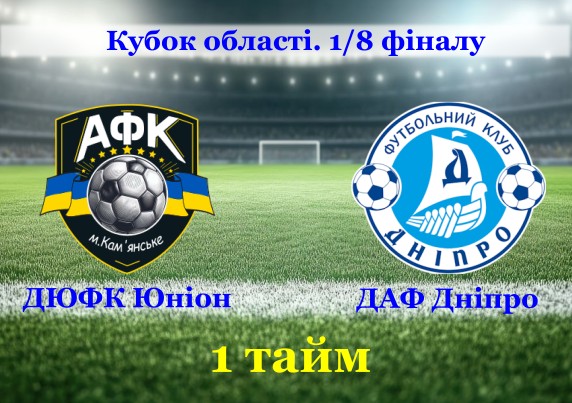 Кубок області. 1/8 фіналу
АФК
м.Кам'янське
ФУТБОЛЬНИЙ КЛУБ
Д
ДНІПРО
ДЮФК Юніон
ДАФ Дніпро
1 тайм